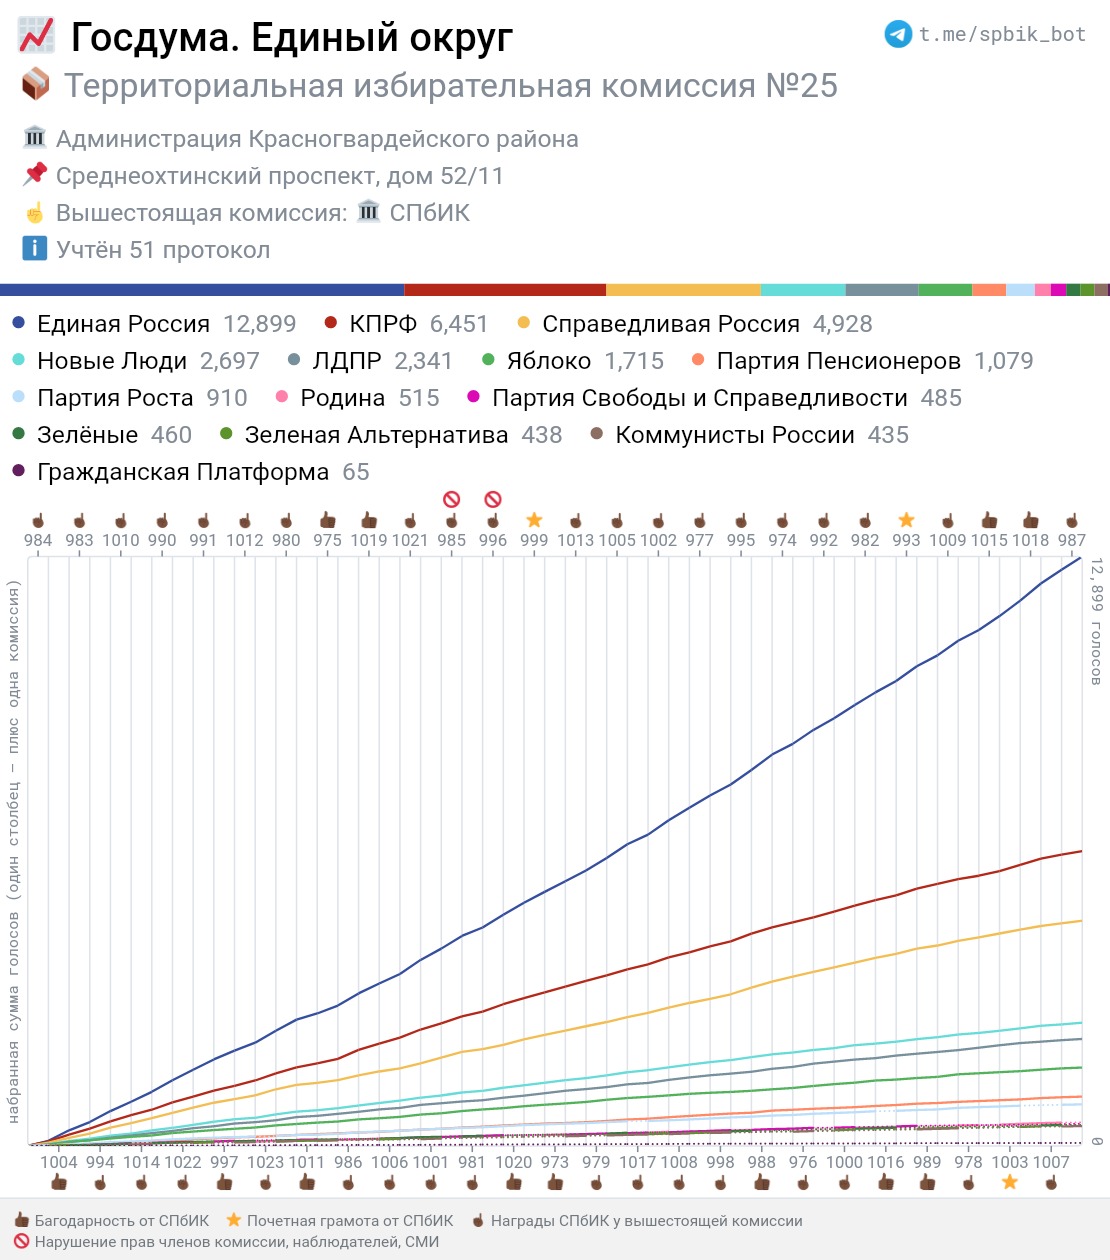 Госдума. Единый округ
t.me/spbik_bot
Территориальная избирательная комиссия №25
Администрация Красногвардейского района
Среднеохтинский проспект, дом 52/11
Вышестоящая комиссия: СПбИК
Учтён 51 протокол
Единая Россия 12,899 КПРФ 6,451 Справедливая Россия 4,928
Новые Люди 2,697 ЛДПР 2,341 Яблоко 1,715 Партия Пенсионеров 1,079
Партия Роста 910 Родина 515 Партия Свободы и Справедливости 485
Зелёные 460 Зеленая Альтернатива 438 Коммунисты России 435
Гражданская Платформа 65
984 983 1010 990 991 1012 980 975 1019 1021 985 996 999 1013 1005 1002 977 995 974 992 982 993 1009 1015 1018 987
набранная сумма голосов (один столбец – плюс одна комиссия)
12,899 голосов
0
1004 994 1014 1022 997 1023 1011 986 1006 1001 981 1020 973 979 1017 1008 998 988 976 1000 1016 989 978 1003 1007
Багодарность от СПбИК Почетная грамота от СПбИК Награды СПбИК у вышестоящей комиссии
Нарушение прав членов комиссии, наблюдателей, СМИ